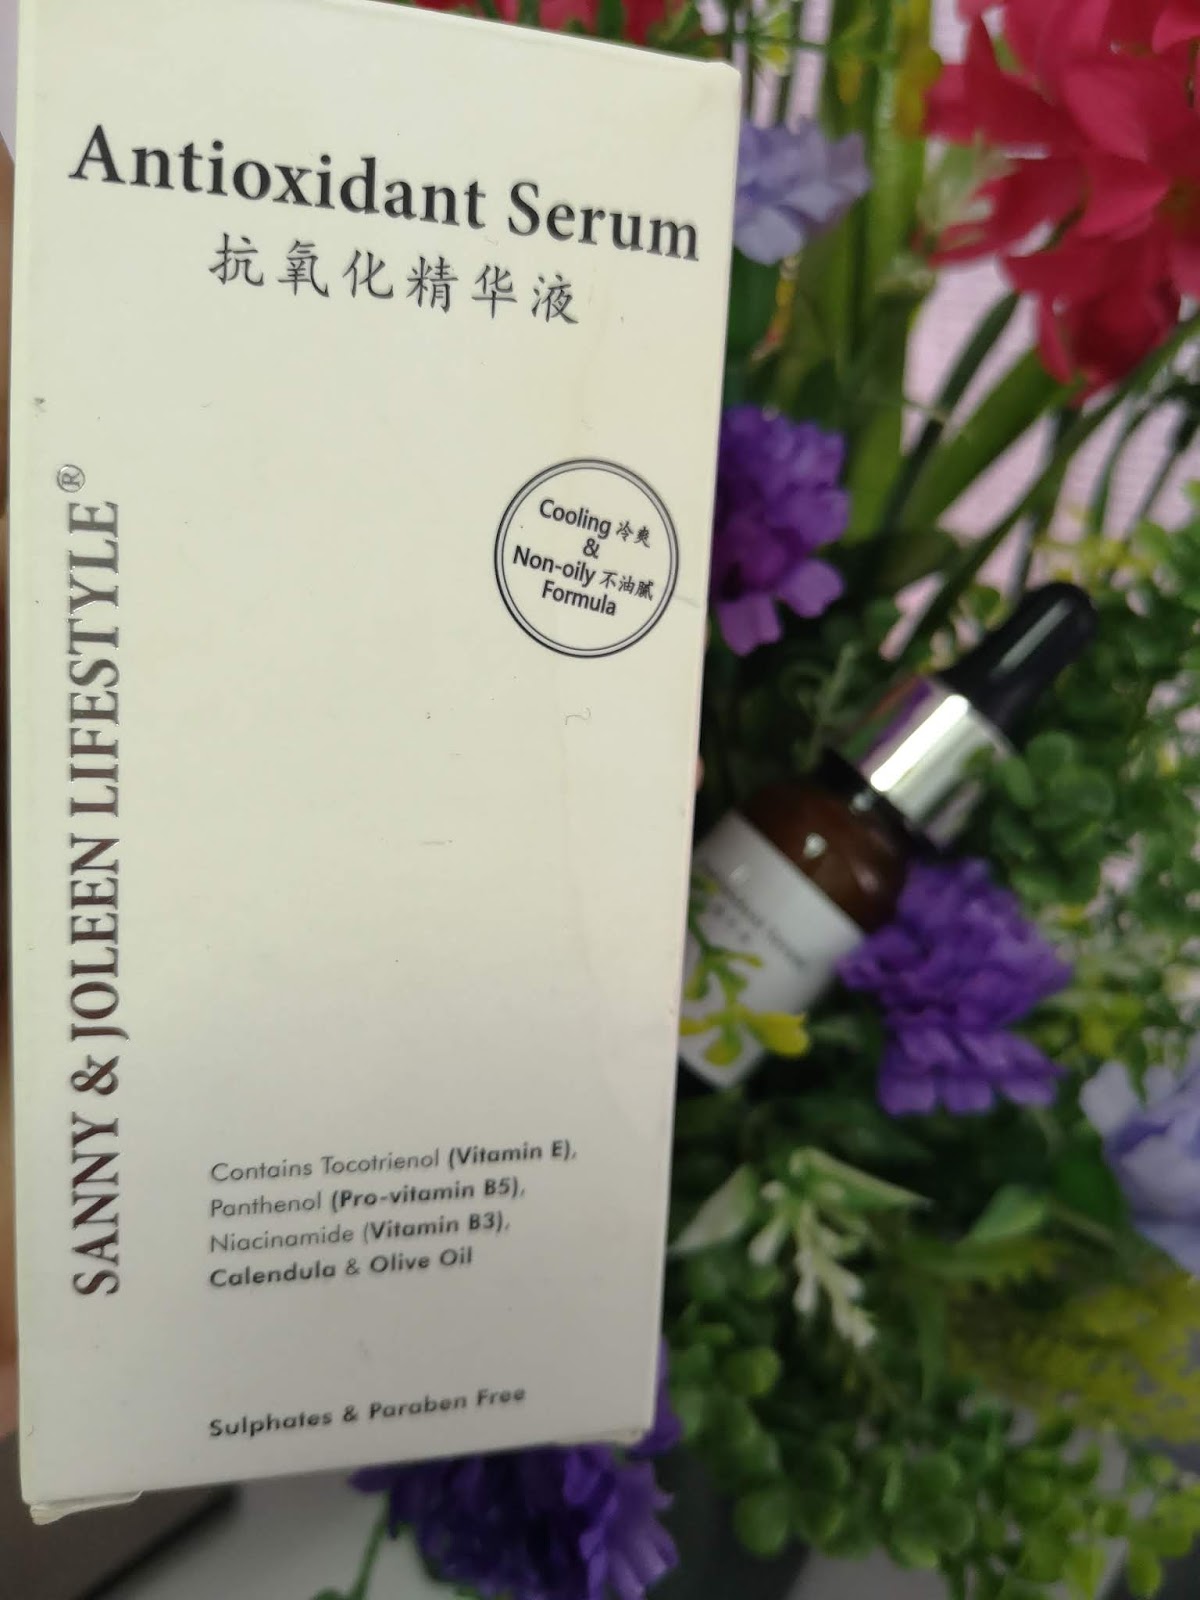 Antioxidant Serum
抗氧化精华液
SANNY & JOLEEN LIFESTYLE®
Cooling 冷爽
&
Non-oily 不油腻
Formula
Contains Tocotrienol (Vitamin E),
Panthenol (Pro-vitamin B5),
Niacinamide (Vitamin B3),
Calendula & Olive Oil
Sulphates & Paraben Free